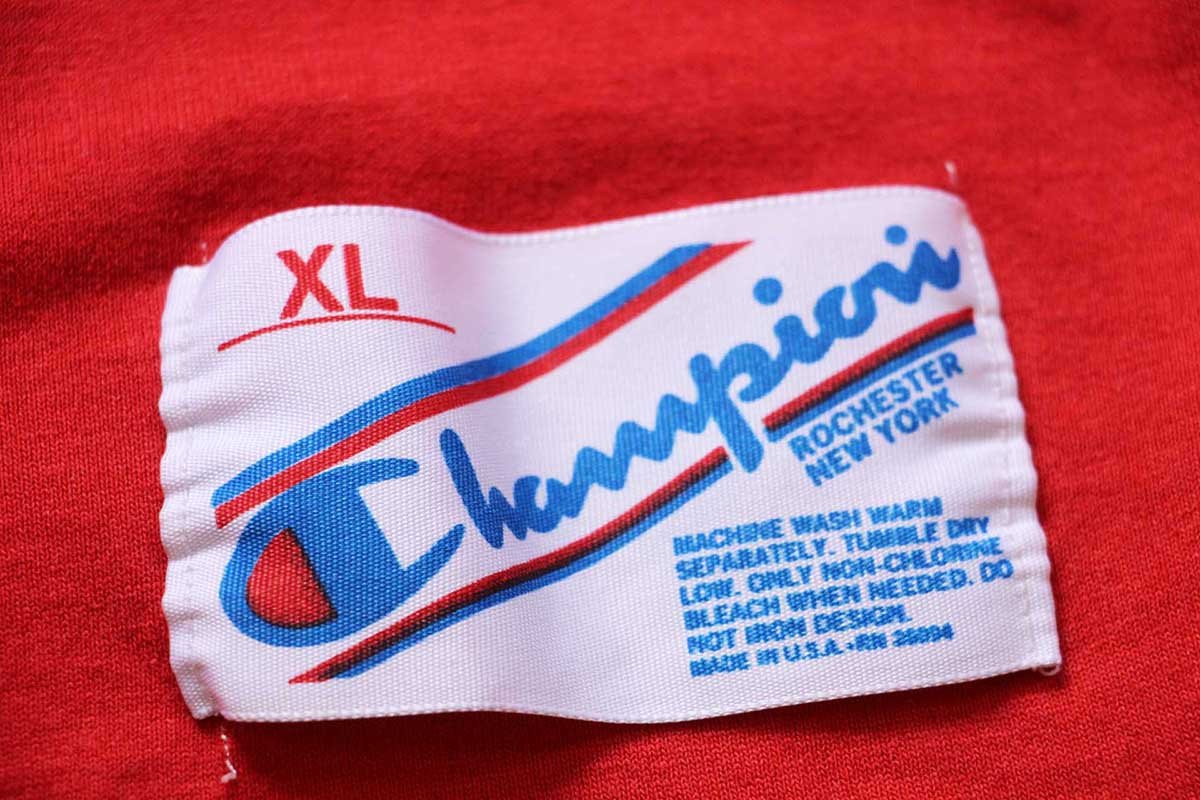 XL
Champion
ROCHESTER
NEW YORK
MACHINE WASH WARM
SEPARATELY. TUMBLE DRY
LOW. ONLY NON-CHLORINE
BLEACH WHEN NEEDED. DO
NOT IRON DESIGN.
MADE IN U.S.A. • RN 26094